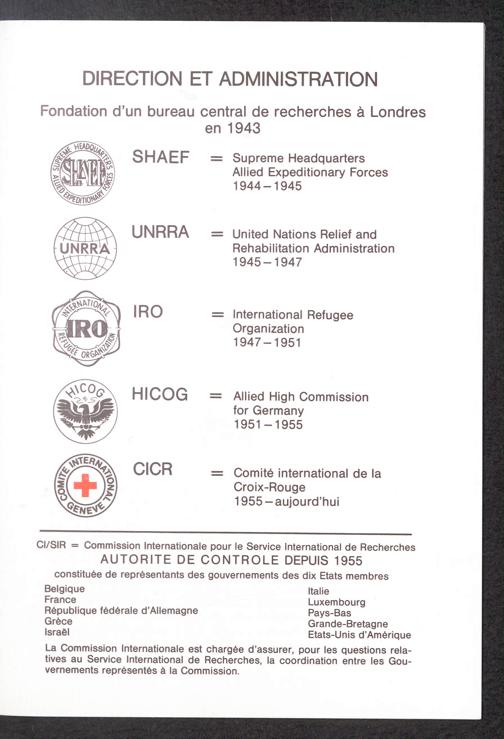 DIRECTION ET ADMINISTRATION
Fondation d'un bureau central de recherches à Londres
en 1943
SUPREME HEADQUARTERS
SHAEF
ALLIED EXPEDITIONARY FORCES
SHAEF = Supreme Headquarters
Allied Expeditionary Forces
1944–1945
UNRRA
UNRRA = United Nations Relief and
Rehabilitation Administration
1945–1947
INTERNATIONAL
IRO
REFUGEE ORGANIZATION
IRO = International Refugee
Organization
1947–1951
HICOG
HICOG = Allied High Commission
for Germany
1951–1955
COMITÉ INTERNATIONAL
GENEVE
CICR = Comité international de la
Croix-Rouge
1955–aujourd'hui
CI/SIR = Commission Internationale pour le Service International de Recherches
AUTORITE DE CONTROLE DEPUIS 1955
constituée de représentants des gouvernements des dix Etats membres
Belgique
France
République fédérale d'Allemagne
Grèce
Israël
Italie
Luxembourg
Pays-Bas
Grande-Bretagne
Etats-Unis d'Amérique
La Commission Internationale est chargée d'assurer, pour les questions rela-
tives au Service International de Recherches, la coordination entre les Gou-
vernements représentés à la Commission.